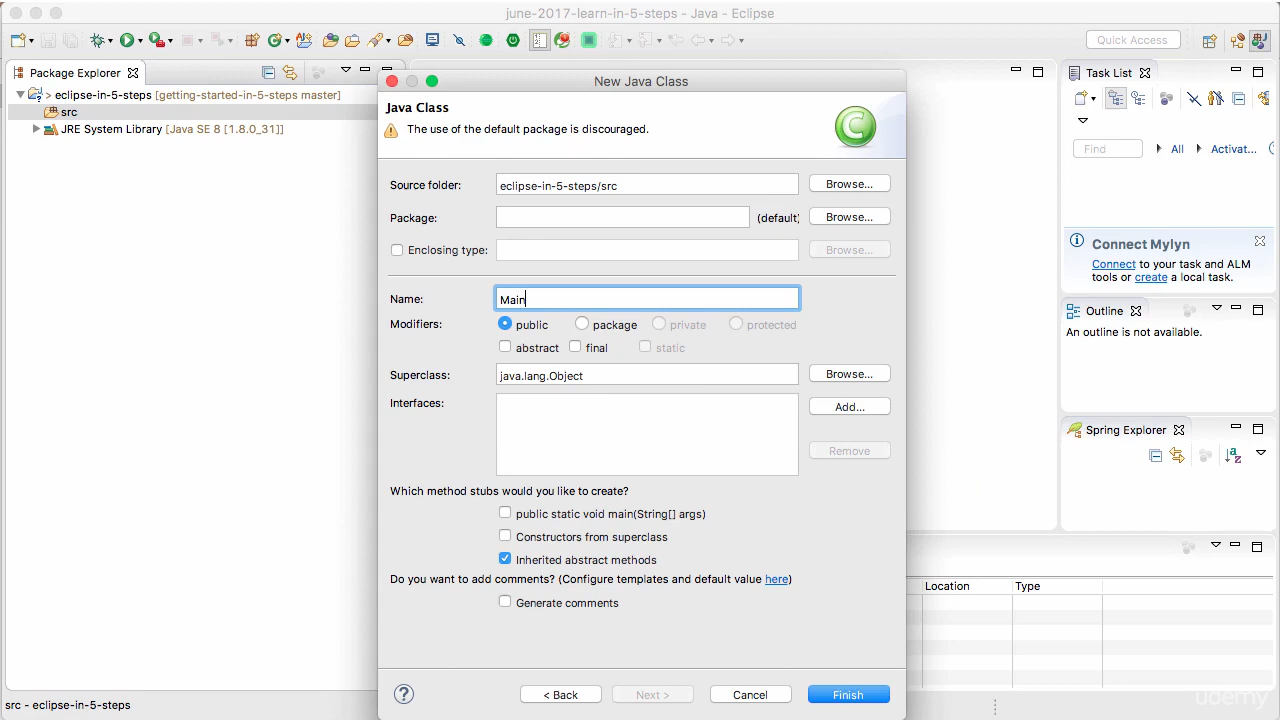 june-2017-learn-in-5-steps - Java - Eclipse
Quick Access
Package Explorer
> eclipse-in-5-steps [getting-started-in-5-steps master]
src
JRE System Library [Java SE 8 [1.8.0_31]]
New Java Class
Java Class
The use of the default package is discouraged.
Source folder: eclipse-in-5-steps/src Browse...
Package: (default) Browse...
Enclosing type: Browse...
Name: Main
Modifiers: public package private protected
abstract final static
Superclass: java.lang.Object Browse...
Interfaces: Add...
Remove
Which method stubs would you like to create?
public static void main(String[] args)
Constructors from superclass
Inherited abstract methods
Do you want to add comments? (Configure templates and default value here)
Generate comments
? < Back Next > Cancel Finish
Task List
Find All Activat...
Connect Mylyn
Connect to your task and ALM
tools or create a local task.
Outline
An outline is not available.
Spring Explorer
Location Type
src - eclipse-in-5-steps
udemy